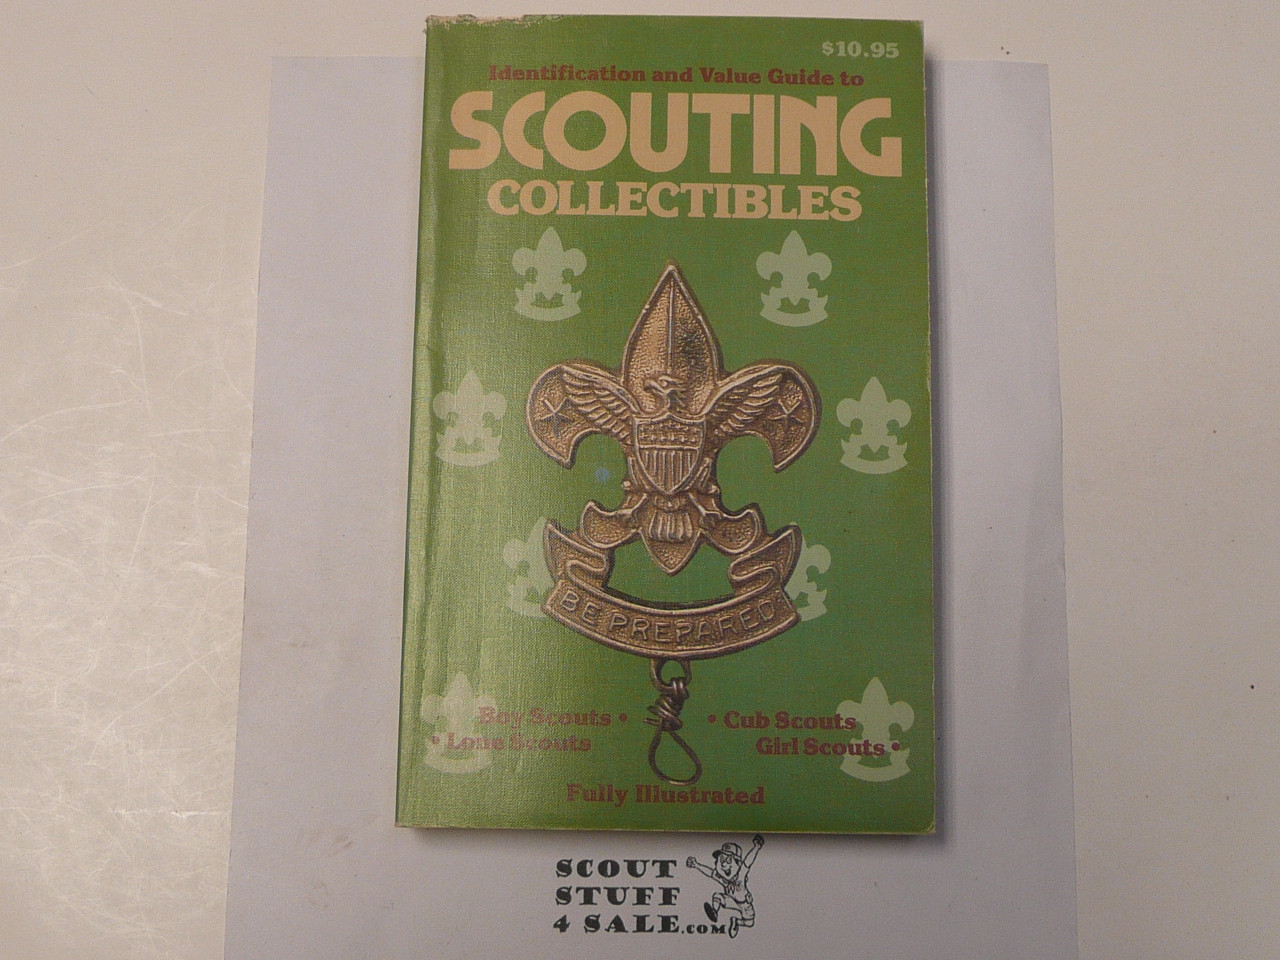 $10.95
Identification and Value Guide to
SCOUTING
COLLECTIBLES
BE PREPARED
Boy Scouts • • Cub Scouts
• Lone Scouts Girl Scouts •
Fully Illustrated
SCOUT
STUFF
4 SALE.COM